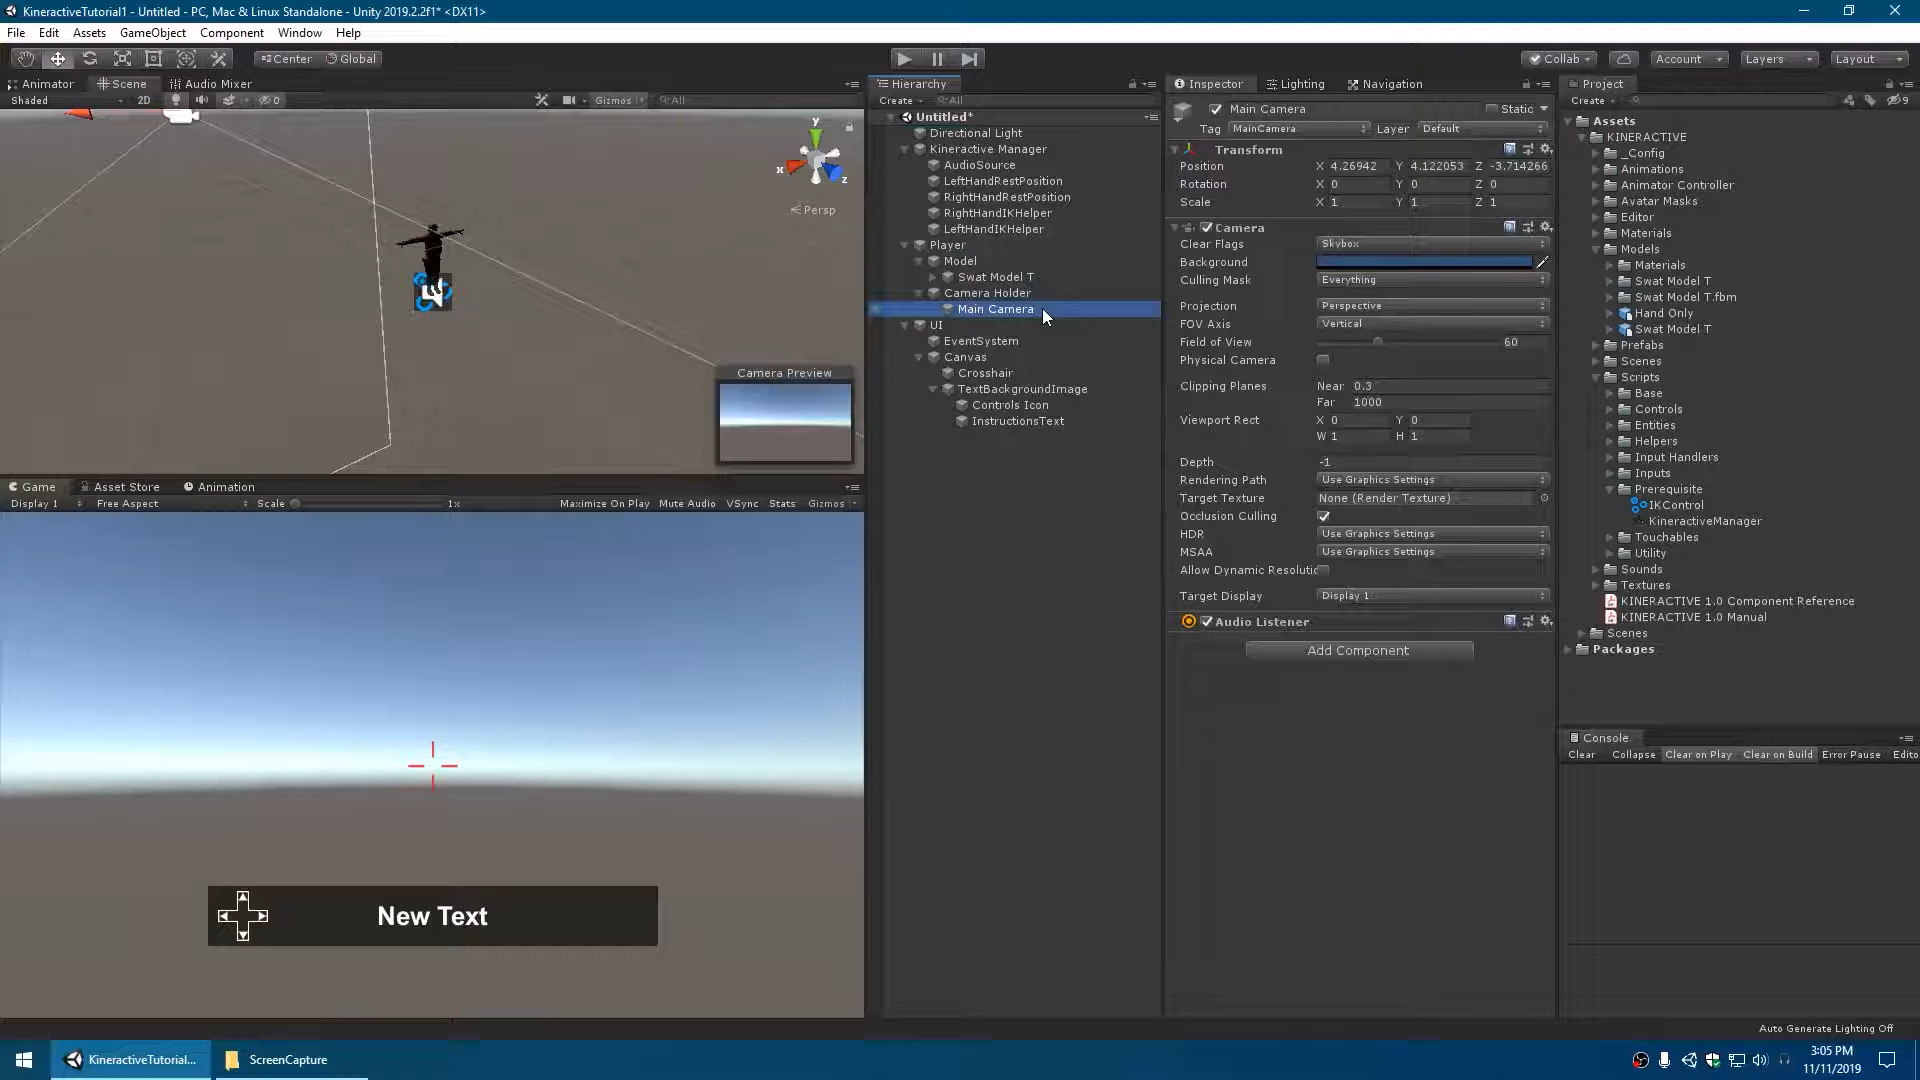 KineractiveTutorial1 - Untitled - PC, Mac & Linux Standalone - Unity 2019.2.2f1* <DX11>
File Edit Assets GameObject Component Window Help
Center Global
Collab
Account
Layers
Layout
Animator
Scene
Audio Mixer
Shaded
2D
0
Gizmos
All
y
x
z
Persp
Camera Preview
Game
Asset Store
Animation
Display 1
Free Aspect
Scale
1x
Maximize On Play
Mute Audio
VSync
Stats
Gizmos
New Text
Hierarchy
Create
All
Untitled*
Directional Light
Kineractive Manager
AudioSource
LeftHandRestPosition
RightHandRestPosition
RightHandIKHelper
LeftHandIKHelper
Player
Model
Swat Model T
Camera Holder
Main Camera
UI
EventSystem
Canvas
Crosshair
TextBackgroundImage
Controls Icon
InstructionsText
Inspector
Lighting
Navigation
Main Camera
Static
Tag MainCamera Layer Default
Transform
Position X 4.26942 Y 4.122053 Z -3.714266
Rotation X 0 Y 0 Z 0
Scale X 1 Y 1 Z 1
Camera
Clear Flags Skybox
Background
Culling Mask Everything
Projection Perspective
FOV Axis Vertical
Field of View 60
Physical Camera
Clipping Planes Near 0.3
Far 1000
Viewport Rect X 0 Y 0
W 1 H 1
Depth -1
Rendering Path Use Graphics Settings
Target Texture None (Render Texture)
Occlusion Culling
HDR Use Graphics Settings
MSAA Use Graphics Settings
Allow Dynamic Resolutic
Target Display Display 1
Audio Listener
Add Component
Project
Create
9
Assets
KINERACTIVE
_Config
Animations
Animator Controller
Avatar Masks
Editor
Materials
Models
Materials
Swat Model T
Swat Model T.fbm
Hand Only
Swat Model T
Prefabs
Scenes
Scripts
Base
Controls
Entities
Helpers
Input Handlers
Inputs
Prerequisite
IKControl
KineractiveManager
Touchables
Utility
Sounds
Textures
KINERACTIVE 1.0 Component Reference
KINERACTIVE 1.0 Manual
Scenes
Packages
Console
Clear Collapse Clear on Play Clear on Build Error Pause Edito
Auto Generate Lighting Off
KineractiveTutorial...
ScreenCapture
3:05 PM
11/11/2019